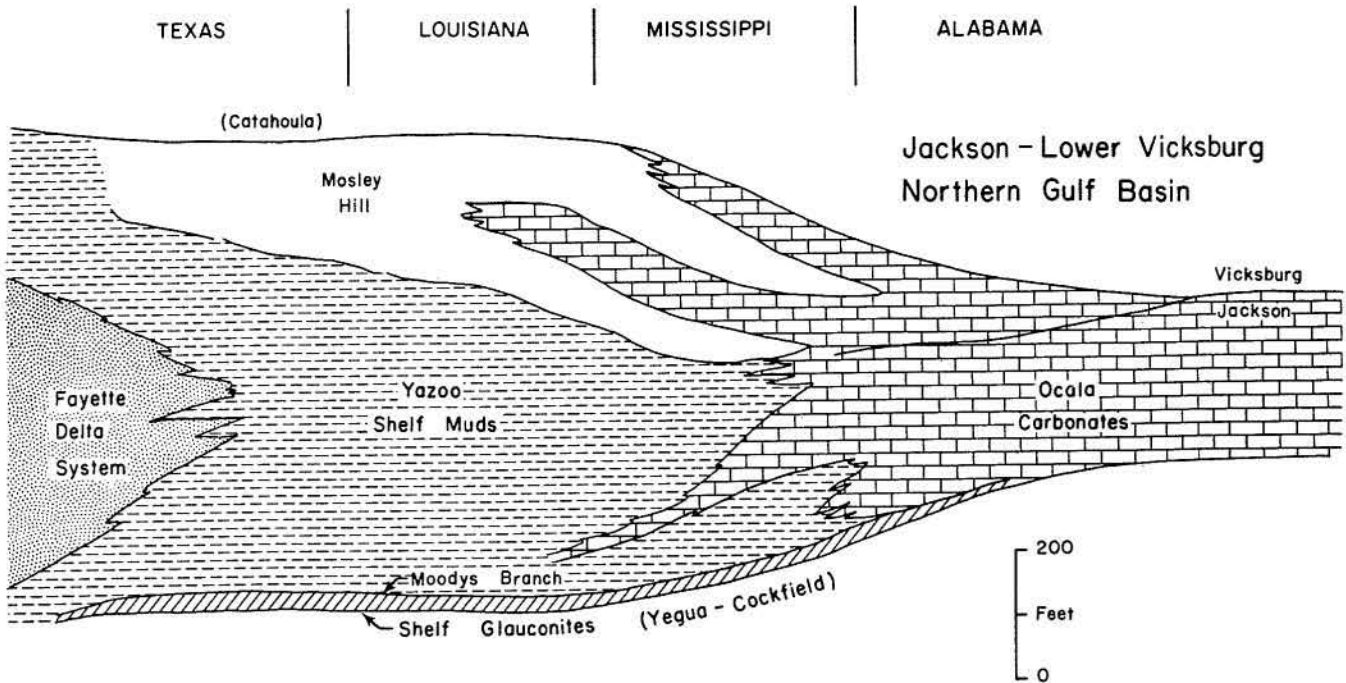 TEXAS
LOUISIANA
MISSISSIPPI
ALABAMA
(Catahoula)
Jackson - Lower Vicksburg
Northern Gulf Basin
Mosley
Hill
Vicksburg
Jackson
Fayette
Delta
System
Yazoo
Shelf Muds
Ocala
Carbonates
Moodys Branch
Shelf Glauconites
(Yegua - Cockfield)
200
Feet
0